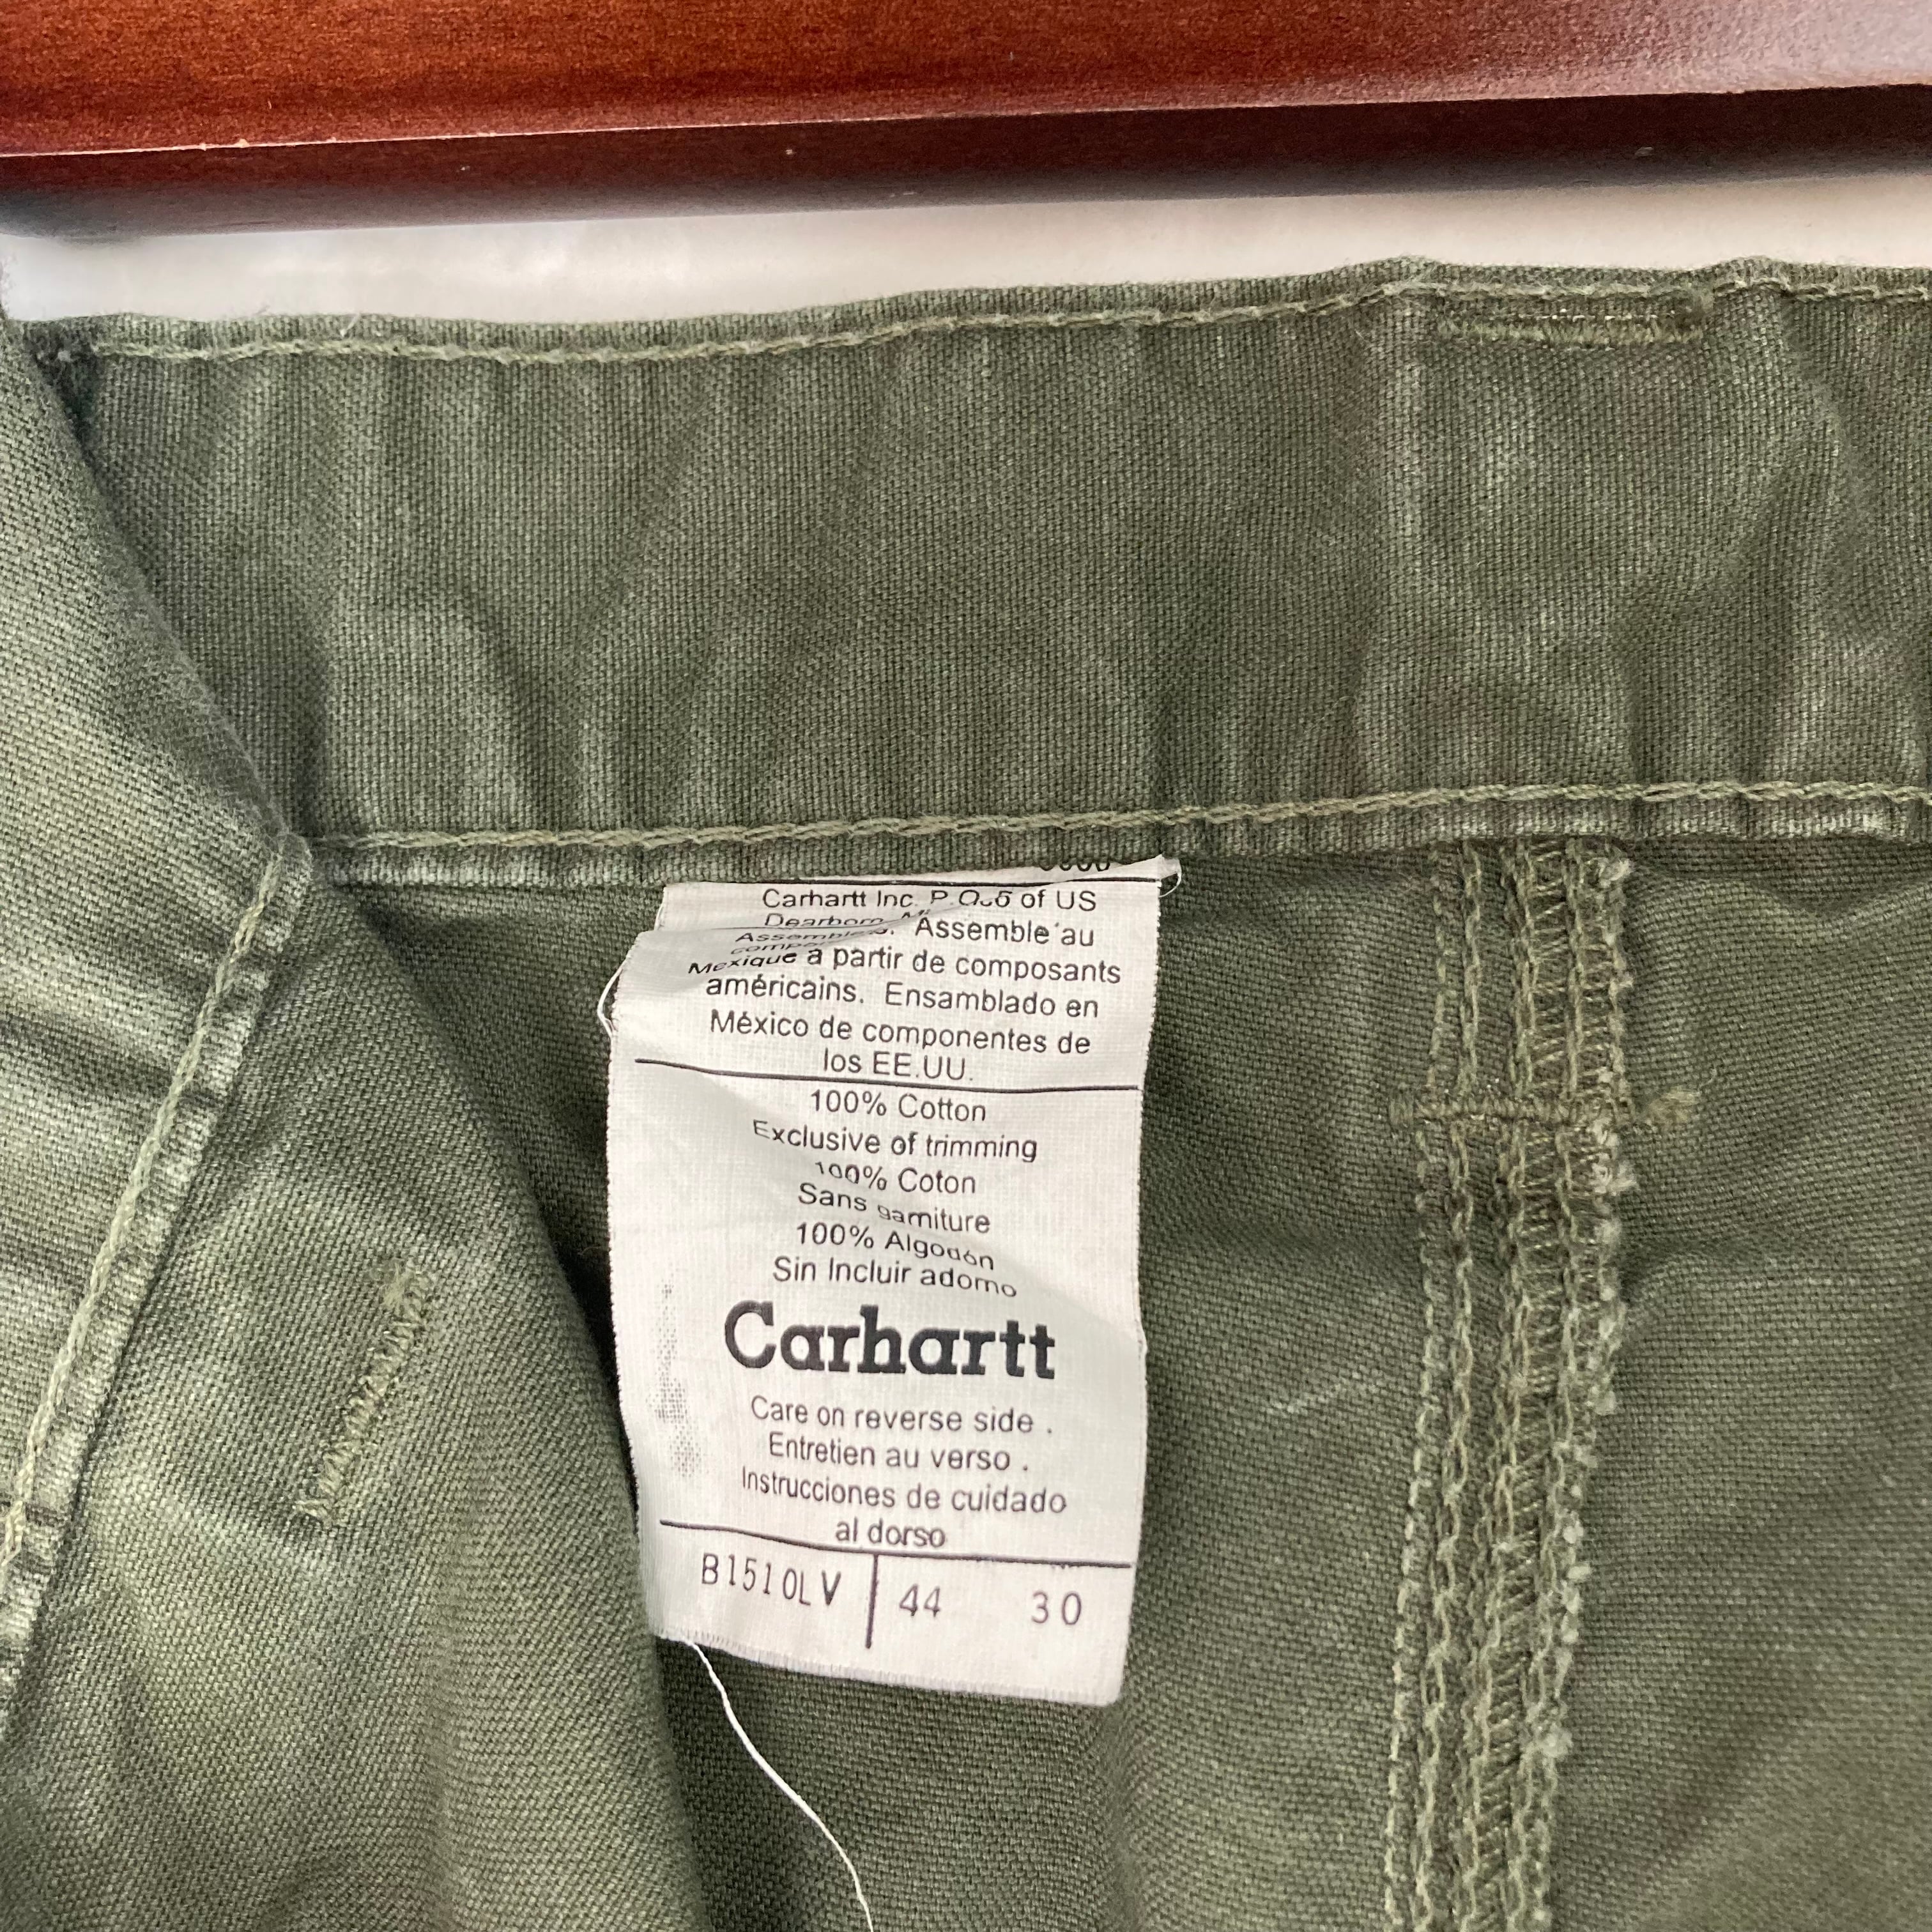 Carhartt Inc. P.O of US
Dearborn, Assemble au
Mexique a partir de composants
américains. Ensamblado en
México de componentes de
los EE.UU.
100% Cotton
Exclusive of trimming
100% Coton
Sans garniture
100% Algodón
Sin Incluir adorno
Carhartt
Care on reverse side .
Entretien au verso .
Instrucciones de cuidado
al dorso
B151OLV 44 30